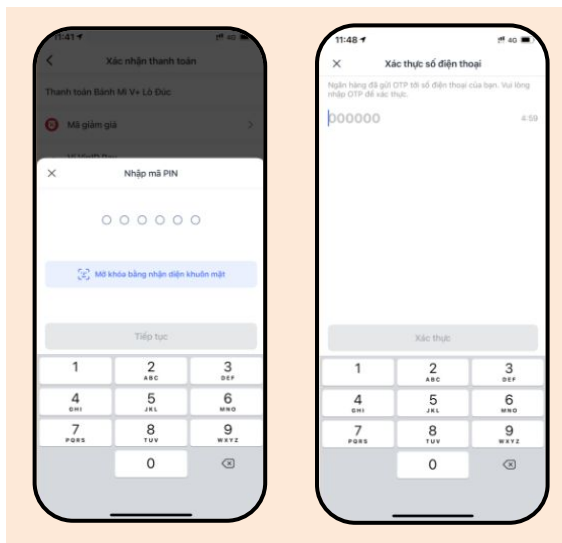 11:41
4G
Xác nhận thanh toán
Thanh toán Bánh Mì V+ Lò Đúc
Mã giảm giá
Nhập mã PIN
Mở khóa bằng nhận diện khuôn mặt
Tiếp tục
1
2
3
ABC
DEF
4
5
6
GHI
JKL
MNO
7
8
9
PQRS
TUV
WXYZ
0
11:48
4G
Xác thực số điện thoại
Ngân hàng đã gửi OTP tới số điện thoại của bạn. Vui lòng
nhập OTP để xác thực.
000000
4:59
Xác thực
1
2
3
ABC
DEF
4
5
6
GHI
JKL
MNO
7
8
9
PQRS
TUV
WXYZ
0